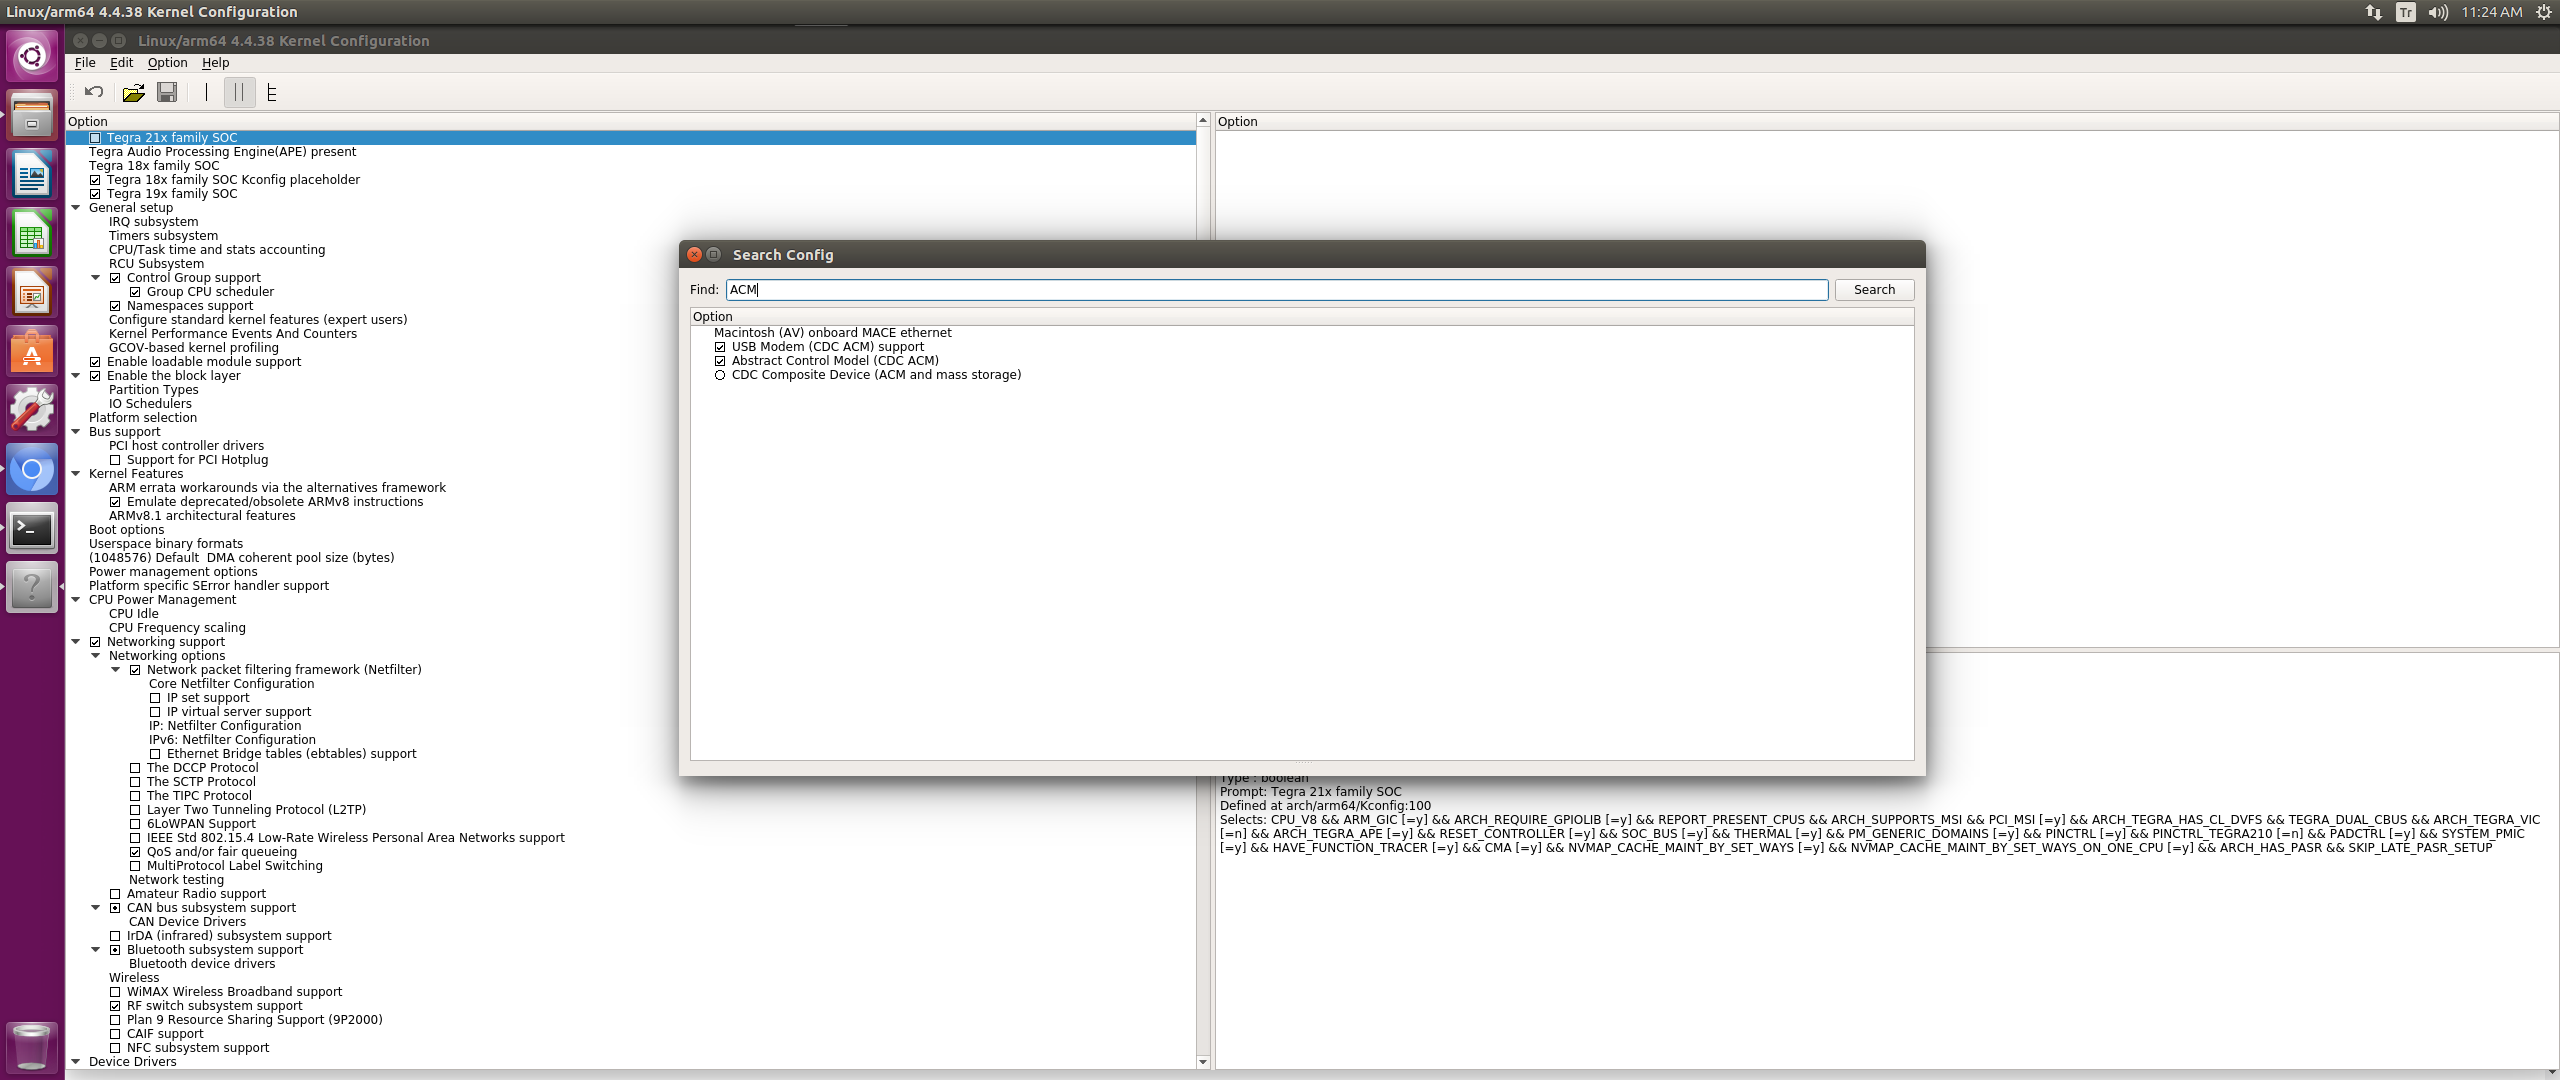 Linux/arm64 4.4.38 Kernel Configuration
Tr
11:24 AM
Linux/arm64 4.4.38 Kernel Configuration
File Edit Option Help
Option
Tegra 21x family SOC
Tegra Audio Processing Engine(APE) present
Tegra 18x family SOC
Tegra 18x family SOC Kconfig placeholder
Tegra 19x family SOC
General setup
IRQ subsystem
Timers subsystem
CPU/Task time and stats accounting
RCU Subsystem
Control Group support
Group CPU scheduler
Namespaces support
Configure standard kernel features (expert users)
Kernel Performance Events And Counters
GCOV-based kernel profiling
Enable loadable module support
Enable the block layer
Partition Types
IO Schedulers
Platform selection
Bus support
PCI host controller drivers
Support for PCI Hotplug
Kernel Features
ARM errata workarounds via the alternatives framework
Emulate deprecated/obsolete ARMv8 instructions
ARMv8.1 architectural features
Boot options
Userspace binary formats
(1048576) Default  DMA coherent pool size (bytes)
Power management options
Platform specific SError handler support
CPU Power Management
CPU Idle
CPU Frequency scaling
Networking support
Networking options
Network packet filtering framework (Netfilter)
Core Netfilter Configuration
IP set support
IP virtual server support
IP: Netfilter Configuration
IPv6: Netfilter Configuration
Ethernet Bridge tables (ebtables) support
The DCCP Protocol
The SCTP Protocol
The TIPC Protocol
Layer Two Tunneling Protocol (L2TP)
6LoWPAN Support
IEEE Std 802.15.4 Low-Rate Wireless Personal Area Networks support
QoS and/or fair queueing
MultiProtocol Label Switching
Network testing
Amateur Radio support
CAN bus subsystem support
CAN Device Drivers
IrDA (infrared) subsystem support
Bluetooth subsystem support
Bluetooth device drivers
Wireless
WiMAX Wireless Broadband support
RF switch subsystem support
Plan 9 Resource Sharing Support (9P2000)
CAIF support
NFC subsystem support
Device Drivers
Option
Search Config
Find: ACM Search
Option
Macintosh (AV) onboard MACE ethernet
USB Modem (CDC ACM) support
Abstract Control Model (CDC ACM)
CDC Composite Device (ACM and mass storage)
Type : boolean
Prompt: Tegra 21x family SOC
Defined at arch/arm64/Kconfig:100
Selects: CPU_V8 && ARM_GIC [=y] && ARCH_REQUIRE_GPIOLIB [=y] && REPORT_PRESENT_CPUS && ARCH_SUPPORTS_MSI && PCI_MSI [=y] && ARCH_TEGRA_HAS_CL_DVFS && TEGRA_DUAL_CBUS && ARCH_TEGRA_VIC
[=n] && ARCH_TEGRA_APE [=y] && RESET_CONTROLLER [=y] && SOC_BUS [=y] && THERMAL [=y] && PM_GENERIC_DOMAINS [=y] && PINCTRL [=y] && PINCTRL_TEGRA210 [=n] && PADCTRL [=y] && SYSTEM_PMIC
[=y] && HAVE_FUNCTION_TRACER [=y] && CMA [=y] && NVMAP_CACHE_MAINT_BY_SET_WAYS [=y] && NVMAP_CACHE_MAINT_BY_SET_WAYS_ON_ONE_CPU [=y] && ARCH_HAS_PASR && SKIP_LATE_PASR_SETUP